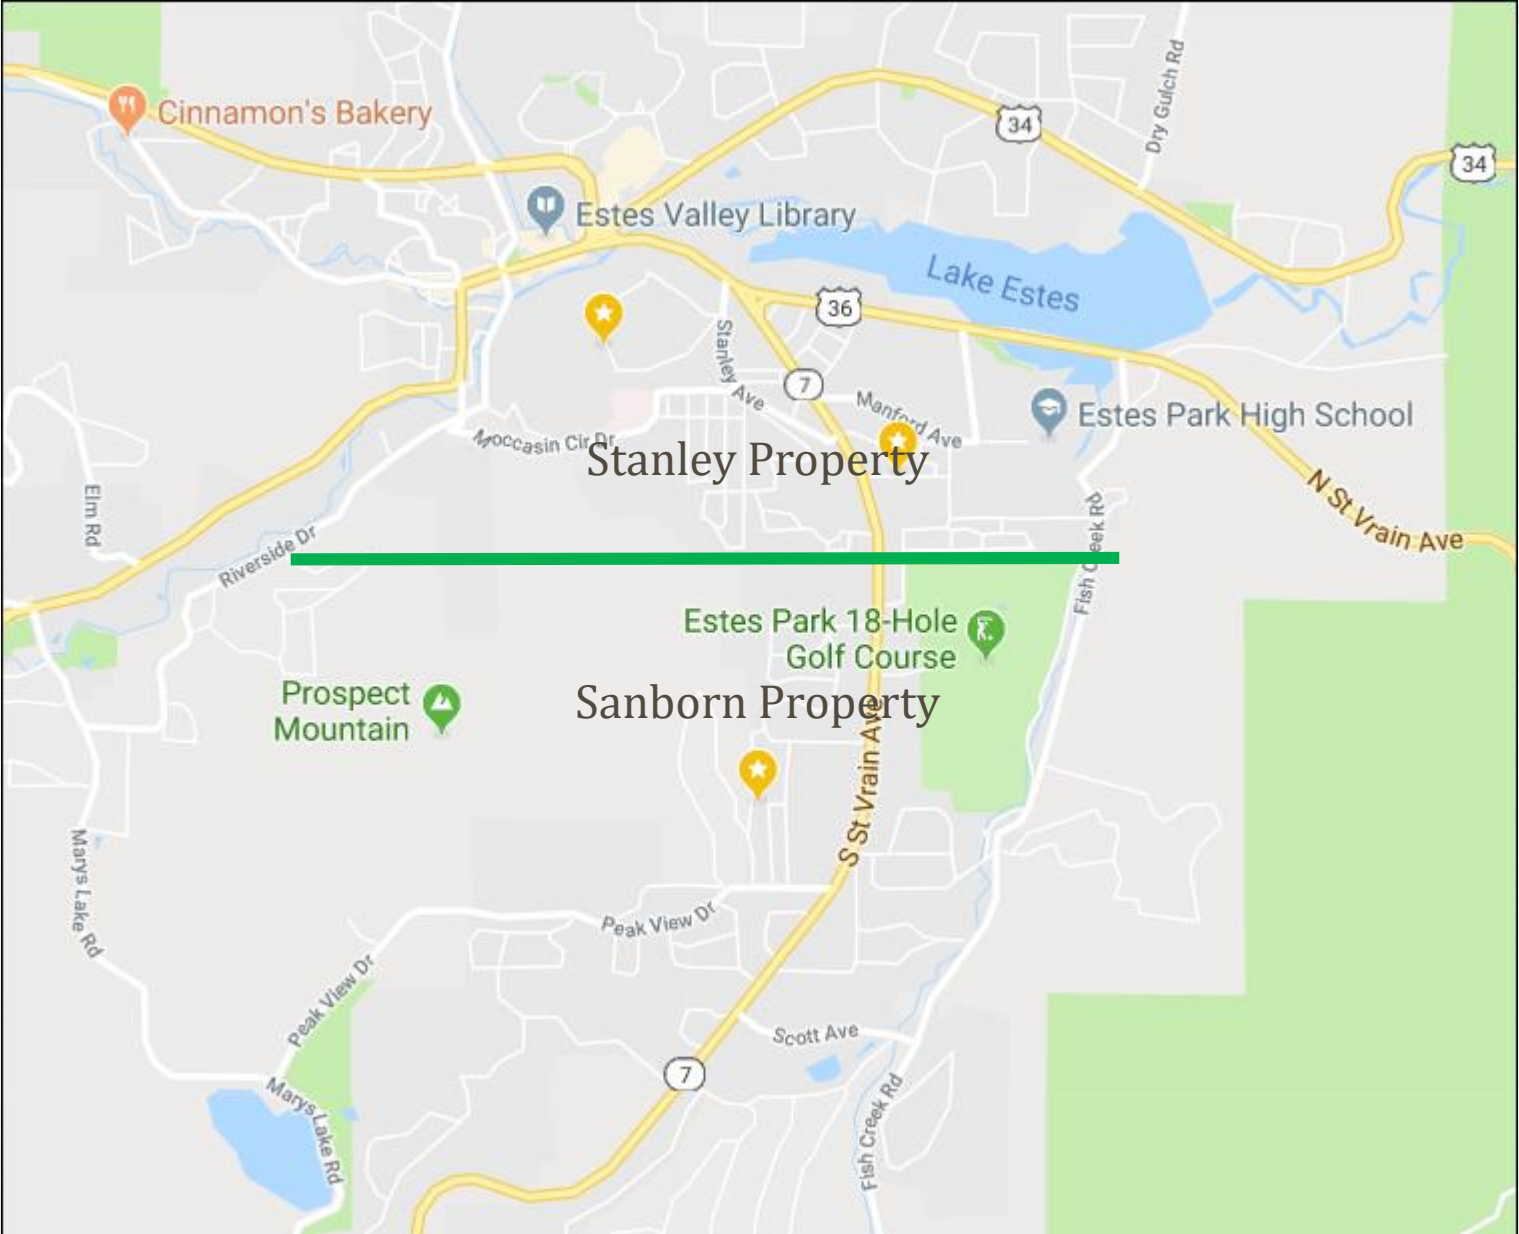 Dry Gulch Rd
Cinnamon's Bakery
34
34
Estes Valley Library
Lake Estes
36
Stanley Ave
7
Manford Ave
Estes Park High School
Moccasin Cir Dr
Stanley Property
Elm Rd
N St Vrain Ave
Riverside Dr
Fish Creek Rd
Estes Park 18-Hole
Golf Course
Prospect
Mountain
Sanborn Property
S St Vrain Ave
Marys Lake Rd
Peak View Dr
Peak View Dr
Scott Ave
7
Marys Lake Rd
Fish Creek Rd